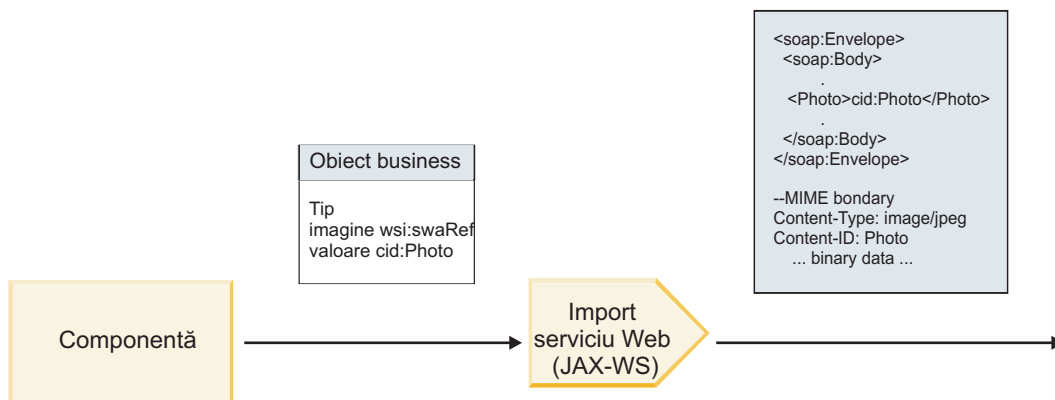 <soap:Envelope>
<soap:Body>
.
<Photo>cid:Photo</Photo>
.
</soap:Body>
</soap:Envelope>
--MIME bondary
Content-Type: image/jpeg
Content-ID: Photo
... binary data ...
Obiect business
Tip
imagine wsi:swaRef
valoare cid:Photo
Componentă
Import
serviciu Web
(JAX-WS)